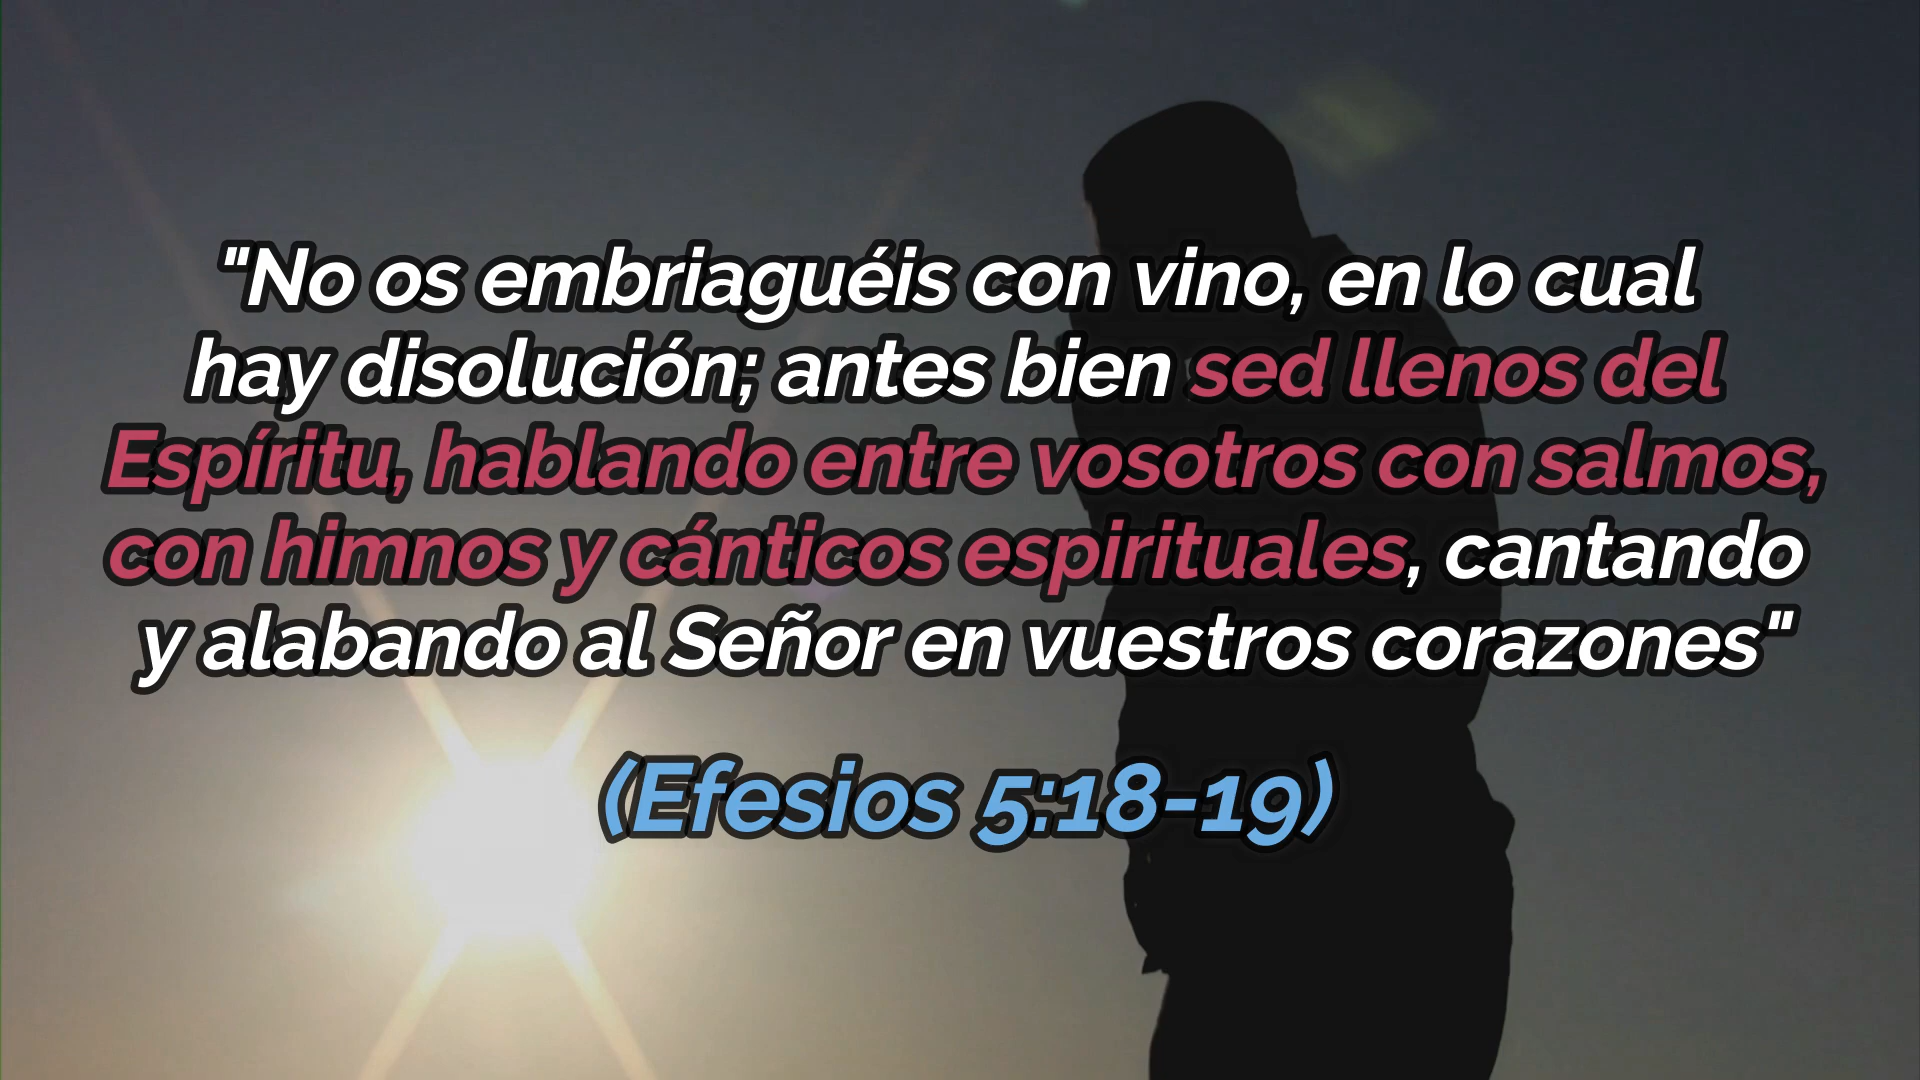 "No os embriaguéis con vino, en lo cual
hay disolución; antes bien sed llenos del
Espíritu, hablando entre vosotros con salmos,
con himnos y cánticos espirituales, cantando
y alabando al Señor en vuestros corazones"
(Efesios 5:18-19)